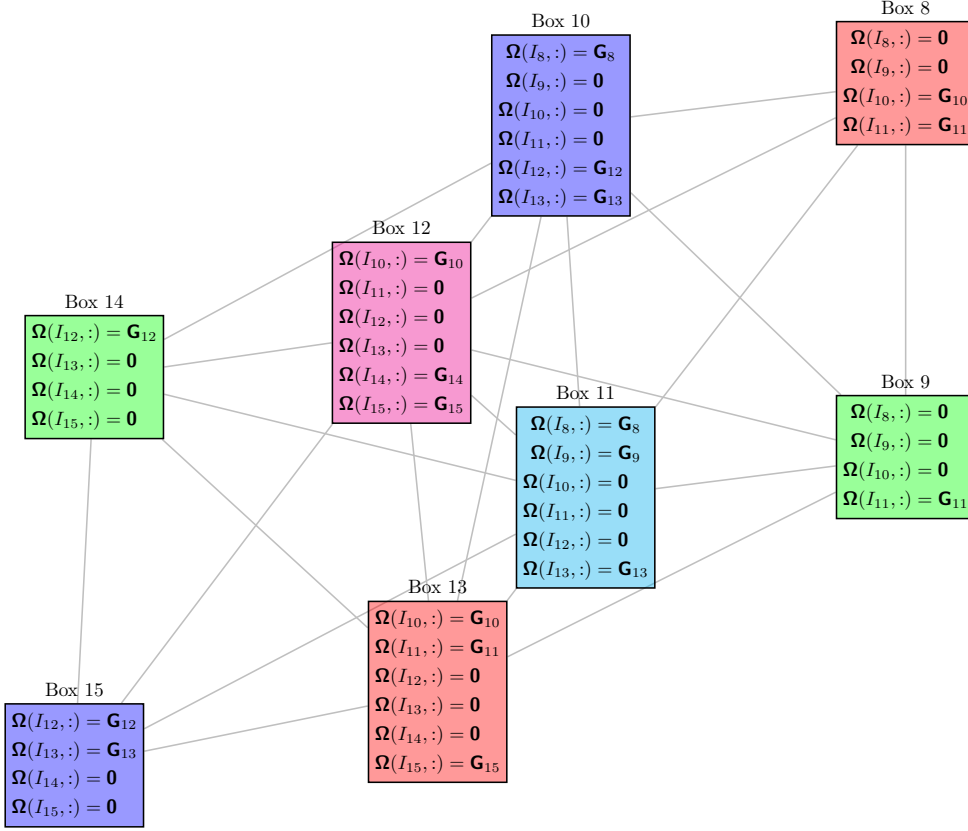 Box 8
Ω(I₈, :) = 0
Ω(I₉, :) = 0
Ω(I₁₀, :) = G₁₀
Ω(I₁₁, :) = G₁₁
Box 10
Ω(I₈, :) = G₈
Ω(I₉, :) = 0
Ω(I₁₀, :) = 0
Ω(I₁₁, :) = 0
Ω(I₁₂, :) = G₁₂
Ω(I₁₃, :) = G₁₃
Box 12
Ω(I₁₀, :) = G₁₀
Ω(I₁₁, :) = 0
Ω(I₁₂, :) = 0
Ω(I₁₃, :) = 0
Ω(I₁₄, :) = G₁₄
Ω(I₁₅, :) = G₁₅
Box 14
Ω(I₁₂, :) = G₁₂
Ω(I₁₃, :) = 0
Ω(I₁₄, :) = 0
Ω(I₁₅, :) = 0
Box 11
Ω(I₈, :) = G₈
Ω(I₉, :) = G₉
Ω(I₁₀, :) = 0
Ω(I₁₁, :) = 0
Ω(I₁₂, :) = 0
Ω(I₁₃, :) = G₁₃
Box 9
Ω(I₈, :) = 0
Ω(I₉, :) = 0
Ω(I₁₀, :) = 0
Ω(I₁₁, :) = G₁₁
Box 13
Ω(I₁₀, :) = G₁₀
Ω(I₁₁, :) = G₁₁
Ω(I₁₂, :) = 0
Ω(I₁₃, :) = 0
Ω(I₁₄, :) = 0
Ω(I₁₅, :) = G₁₅
Box 15
Ω(I₁₂, :) = G₁₂
Ω(I₁₃, :) = G₁₃
Ω(I₁₄, :) = 0
Ω(I₁₅, :) = 0